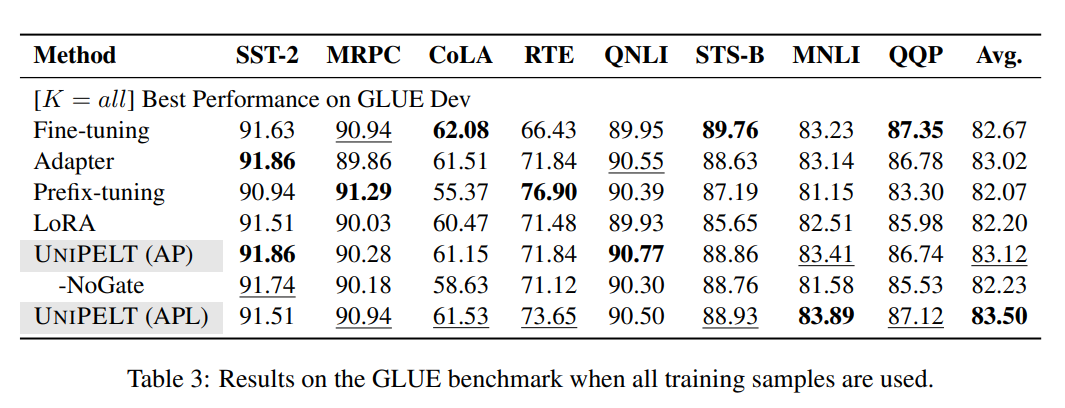 Method SST-2 MRPC CoLA RTE QNLI STS-B MNLI QQP Avg.
[K = all] Best Performance on GLUE Dev
Fine-tuning 91.63 90.94 62.08 66.43 89.95 89.76 83.23 87.35 82.67
Adapter 91.86 89.86 61.51 71.84 90.55 88.63 83.14 86.78 83.02
Prefix-tuning 90.94 91.29 55.37 76.90 90.39 87.19 81.15 83.30 82.07
LoRA 91.51 90.03 60.47 71.48 89.93 85.65 82.51 85.98 82.20
UNIPELT (AP) 91.86 90.28 61.15 71.84 90.77 88.86 83.41 86.74 83.12
-NoGate 91.74 90.18 58.63 71.12 90.30 88.76 81.58 85.53 82.23
UNIPELT (APL) 91.51 90.94 61.53 73.65 90.50 88.93 83.89 87.12 83.50
Table 3: Results on the GLUE benchmark when all training samples are used.